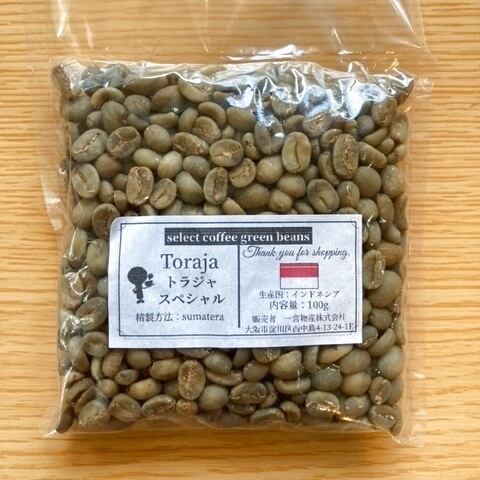 select coffee green beans
Toraja
トラジャ
スペシャル
精製方法：sumatera
Thank you for shopping.
生産国：インドネシア
内容量：100g
販売者 一宮物産株式会社
大阪市淀川区西中島4-13-24-1F